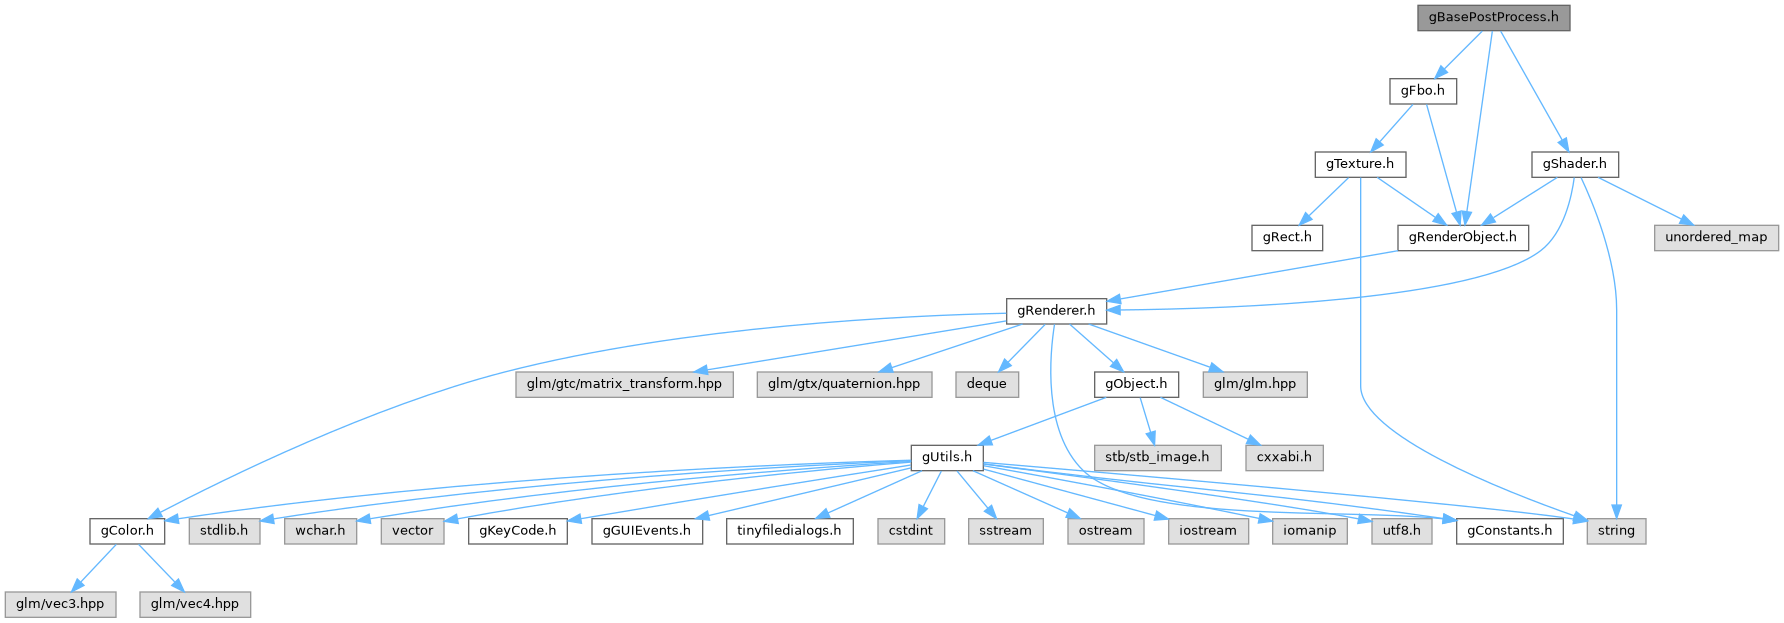 gBasePostProcess.h
gFbo.h
gTexture.h
gShader.h
gRect.h
gRenderObject.h
unordered_map
gRenderer.h
glm/gtc/matrix_transform.hpp
glm/gtx/quaternion.hpp
deque
gObject.h
glm/glm.hpp
gUtils.h
stb/stb_image.h
cxxabi.h
gColor.h
stdlib.h
wchar.h
vector
gKeyCode.h
gGUIEvents.h
tinyfiledialogs.h
cstdint
sstream
ostream
iostream
iomanip
utf8.h
gConstants.h
string
glm/vec3.hpp
glm/vec4.hpp